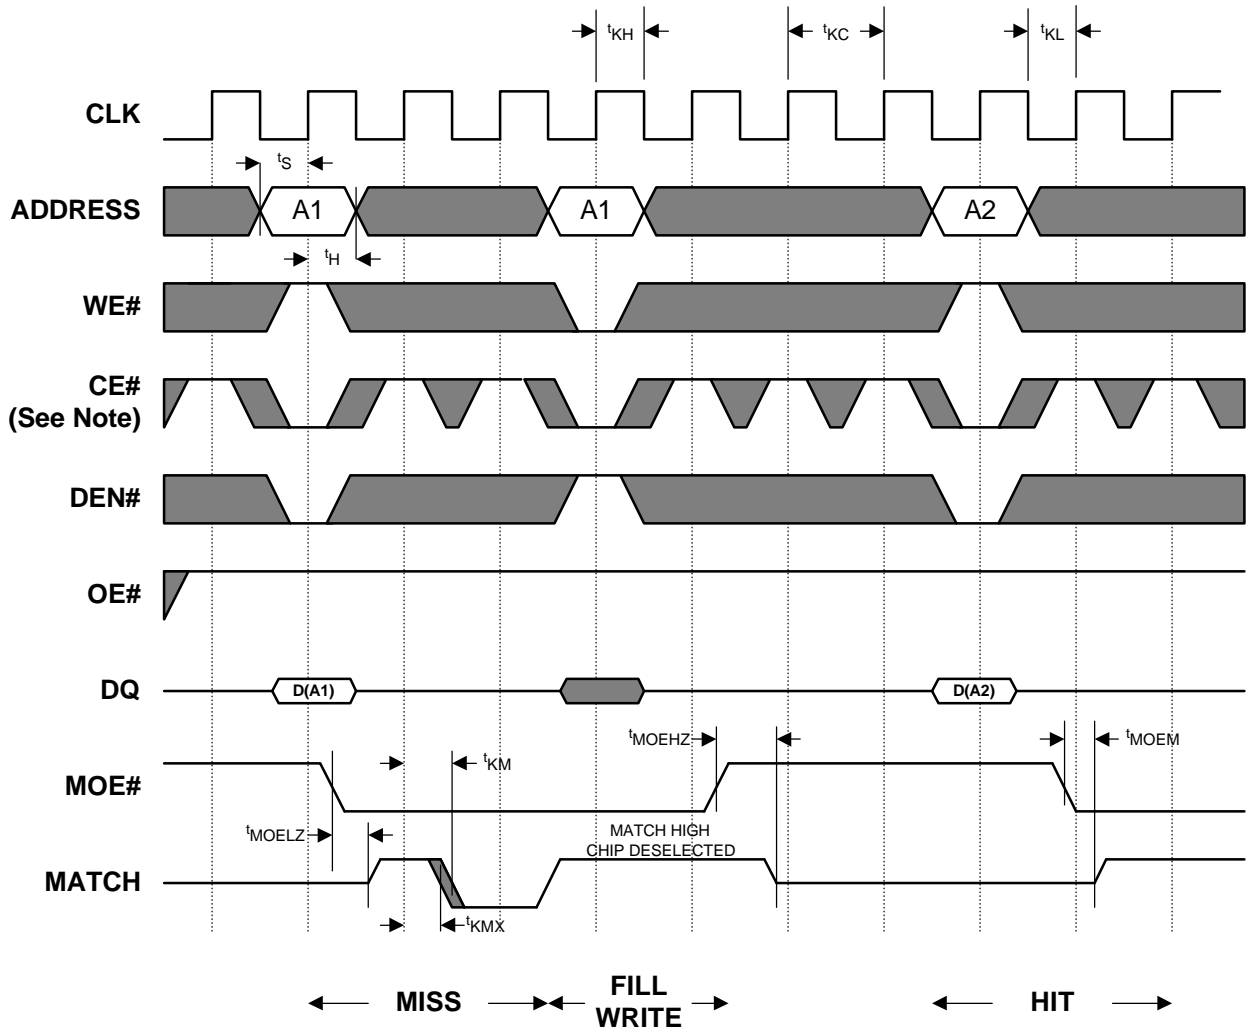 tKH
tKC
tKL
CLK
tS
ADDRESS
A1
A1
A2
tH
WE#
CE#
(See Note)
DEN#
OE#
DQ
D(A1)
D(A2)
tMOEHZ
tMOEM
tKM
MOE#
tMOELZ
MATCH HIGH
CHIP DESELECTED
MATCH
tKMX
MISS
FILL
WRITE
HIT